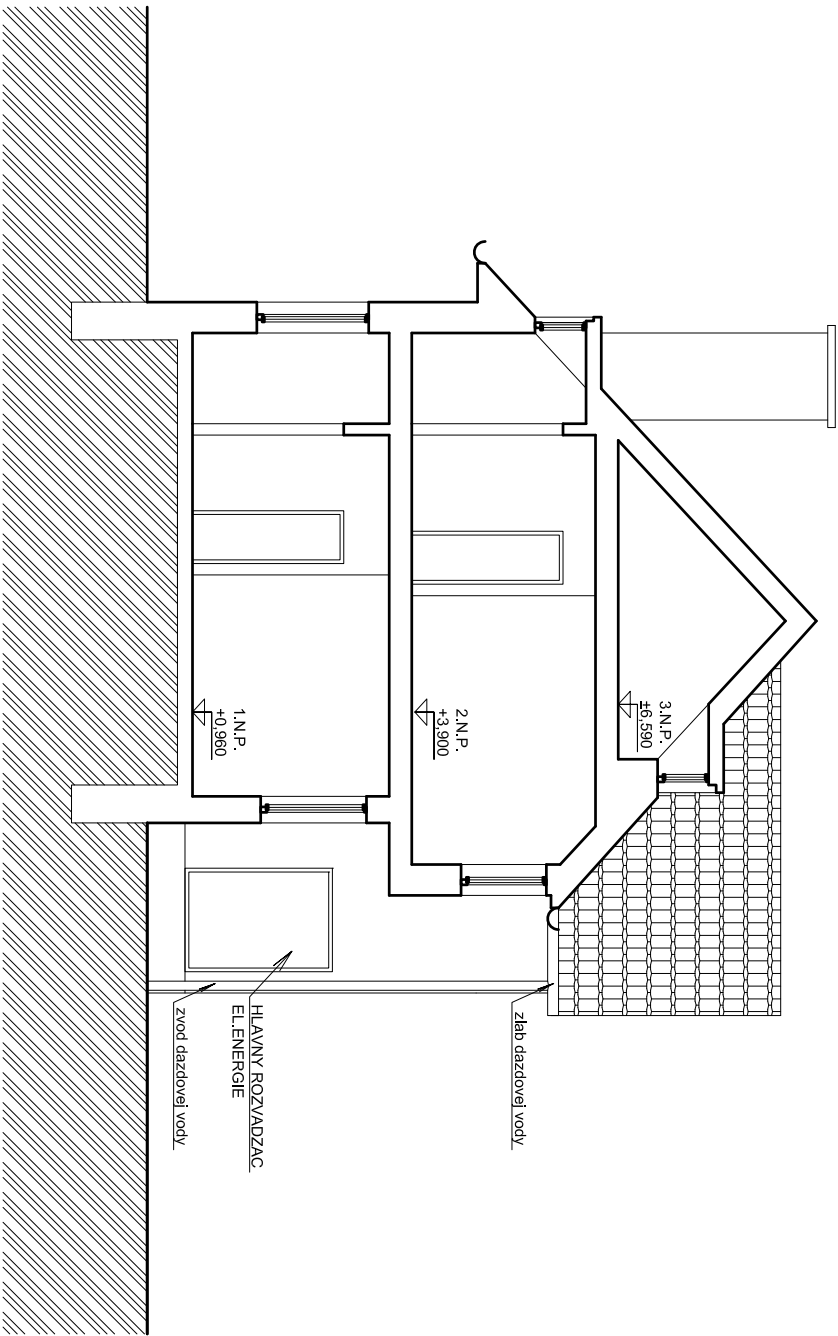 3.N.P.
±6,590
2.N.P.
+3,900
1.N.P.
+0,960
zlab dazdovej vody
HLAVNY ROZVADZAC
EL.ENERGIE
zvod dazdovej vody